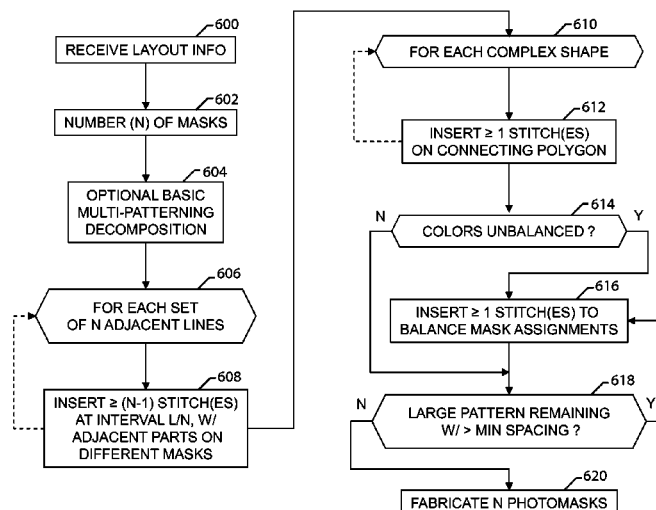 600
RECEIVE LAYOUT INFO
602
NUMBER (N) OF MASKS
604
OPTIONAL BASIC
MULTI-PATTERNING
DECOMPOSITION
606
FOR EACH SET
OF N ADJACENT LINES
608
INSERT ≥ (N-1) STITCH(ES)
AT INTERVAL L/N, W/
ADJACENT PARTS ON
DIFFERENT MASKS
610
FOR EACH COMPLEX SHAPE
612
INSERT ≥ 1 STITCH(ES)
ON CONNECTING POLYGON
614
N
COLORS UNBALANCED ?
Y
616
INSERT ≥ 1 STITCH(ES) TO
BALANCE MASK ASSIGNMENTS
618
N
LARGE PATTERN REMAINING
W/ > MIN SPACING ?
Y
620
FABRICATE N PHOTOMASKS